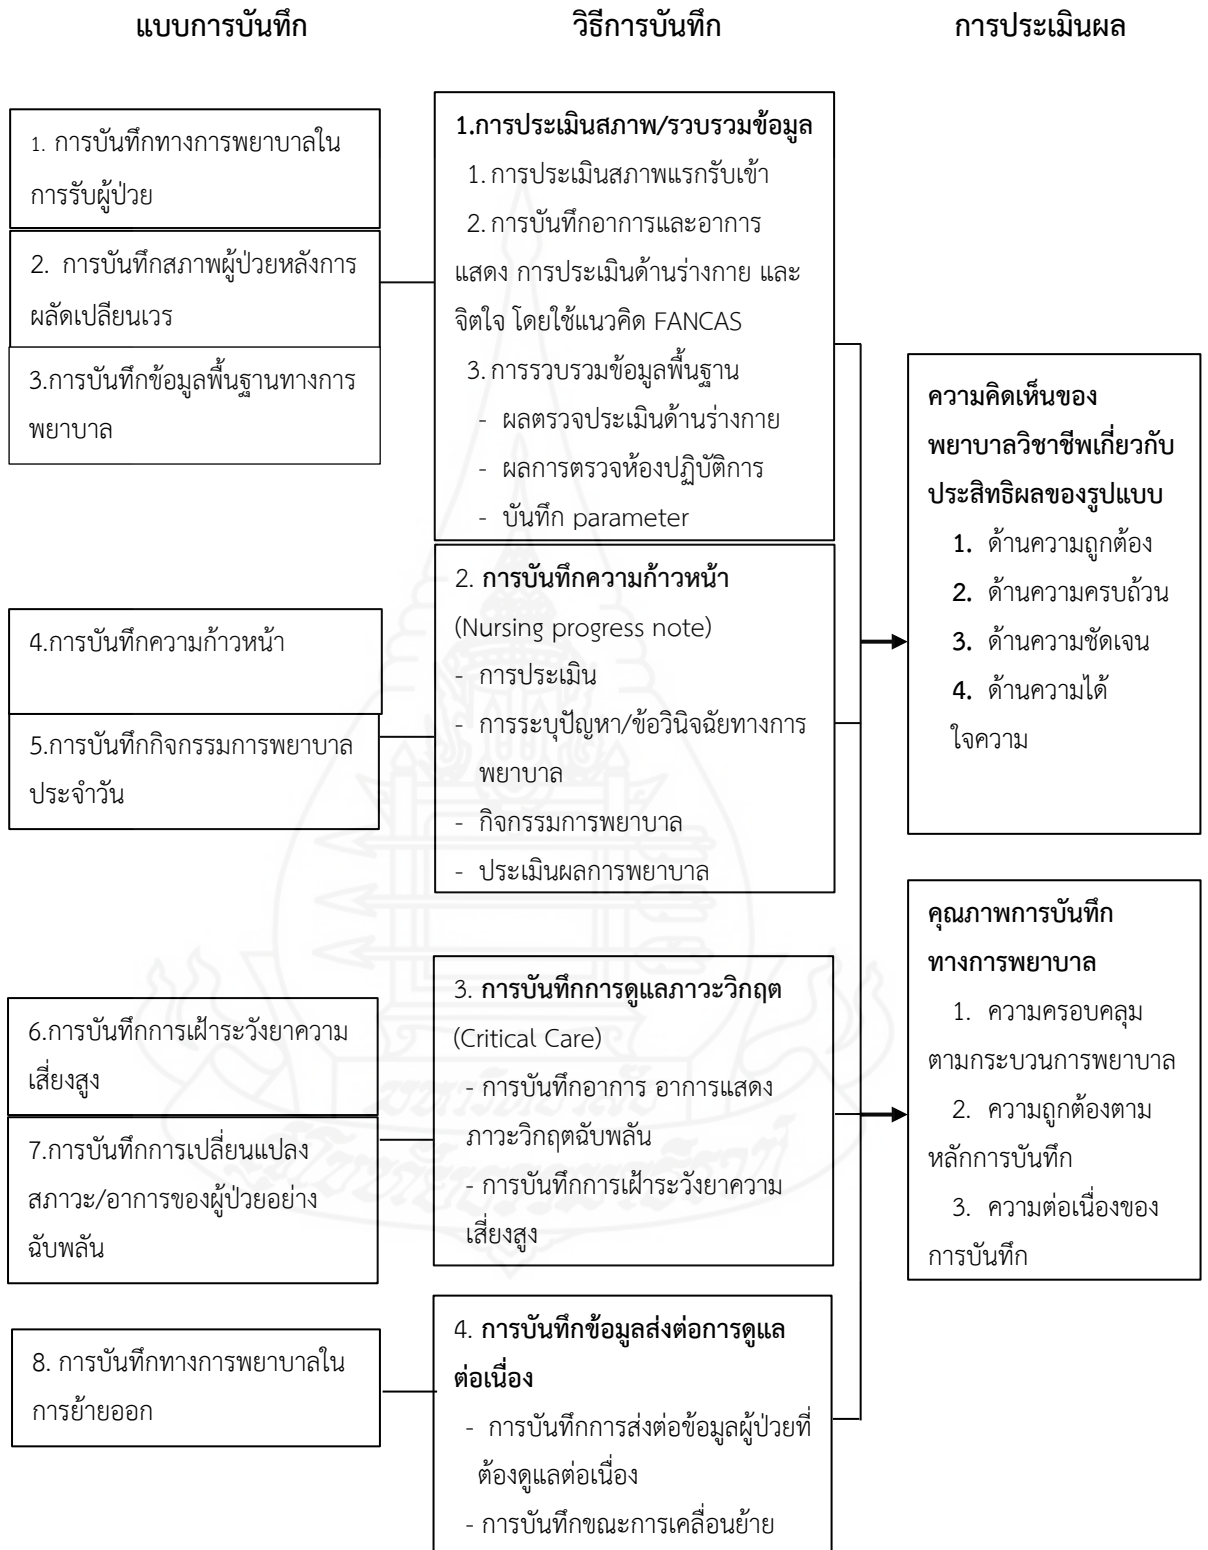 แบบการบันทึก
วิธีการบันทึก
การประเมินผล
1. การบันทึกทางการพยาบาลใน
การรับผู้ป่วย
2. การบันทึกสภาพผู้ป่วยหลังการ
ผลัดเปลี่ยนเวร
3.การบันทึกข้อมูลพื้นฐานทางการ
พยาบาล
4.การบันทึกความก้าวหน้า
5.การบันทึกกิจกรรมการพยาบาล
ประจำวัน
6.การบันทึกการเฝ้าระวังยาความ
เสี่ยงสูง
7.การบันทึกการเปลี่ยนแปลง
สภาวะ/อาการของผู้ป่วยอย่าง
ฉับพลัน
8. การบันทึกทางการพยาบาลใน
การย้ายออก
1.การประเมินสภาพ/รวบรวมข้อมูล
1. การประเมินสภาพแรกรับเข้า
2. การบันทึกอาการและอาการ
แสดง การประเมินด้านร่างกาย และ
จิตใจ โดยใช้แนวคิด FANCAS
3. การรวบรวมข้อมูลพื้นฐาน
- ผลตรวจประเมินด้านร่างกาย
- ผลการตรวจห้องปฏิบัติการ
- บันทึก parameter
2. การบันทึกความก้าวหน้า
(Nursing progress note)
- การประเมิน
- การระบุปัญหา/ข้อวินิจฉัยทางการ
พยาบาล
- กิจกรรมการพยาบาล
- ประเมินผลการพยาบาล
3. การบันทึกการดูแลภาวะวิกฤต
(Critical Care)
- การบันทึกอาการ อาการแสดง
ภาวะวิกฤตฉับพลัน
- การบันทึกการเฝ้าระวังยาความ
เสี่ยงสูง
4. การบันทึกข้อมูลส่งต่อการดูแล
ต่อเนื่อง
- การบันทึกการส่งต่อข้อมูลผู้ป่วยที่
ต้องดูแลต่อเนื่อง
- การบันทึกขณะการเคลื่อนย้าย
ความคิดเห็นของ
พยาบาลวิชาชีพเกี่ยวกับ
ประสิทธิผลของรูปแบบ
1. ด้านความถูกต้อง
2. ด้านความครบถ้วน
3. ด้านความชัดเจน
4. ด้านความได้
ใจความ
คุณภาพการบันทึก
ทางการพยาบาล
1. ความครอบคลุม
ตามกระบวนการพยาบาล
2. ความถูกต้องตาม
หลักการบันทึก
3. ความต่อเนื่องของ
การบันทึก